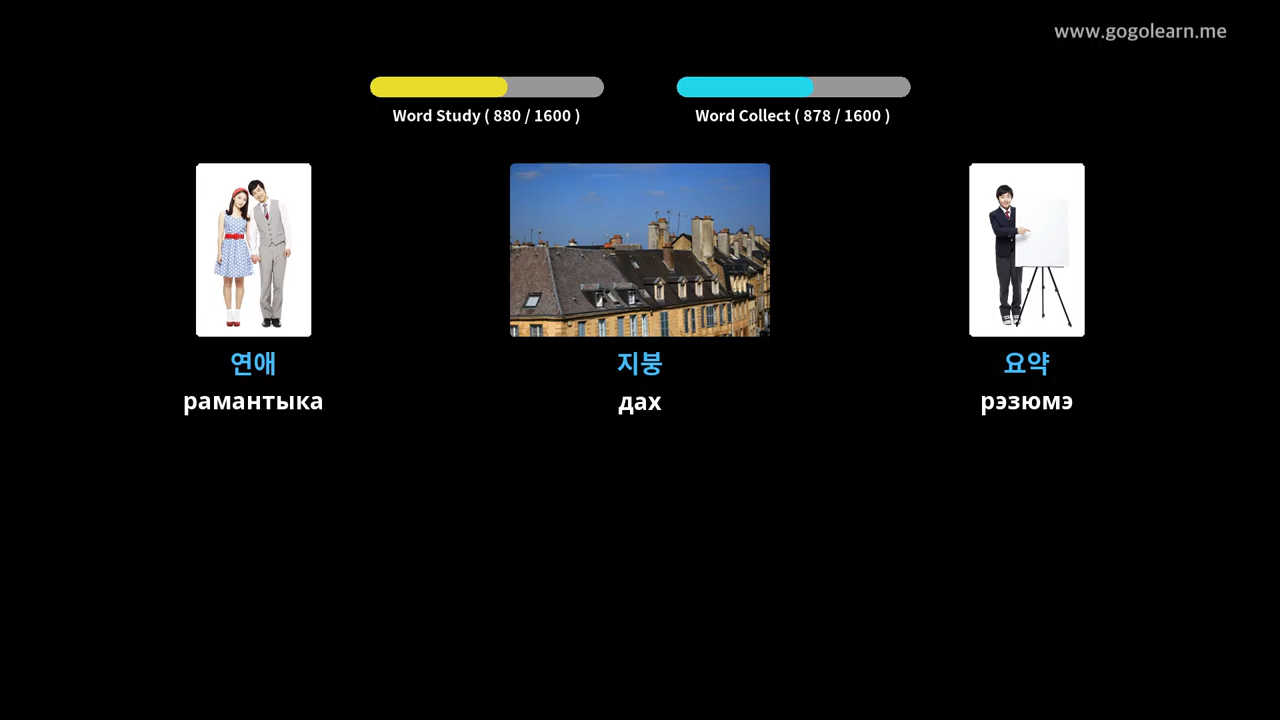 www.gogolearn.me
Word Study ( 880 / 1600 )
Word Collect ( 878 / 1600 )
연애
지붕
요약
рамантыка
дах
рэзюмэ